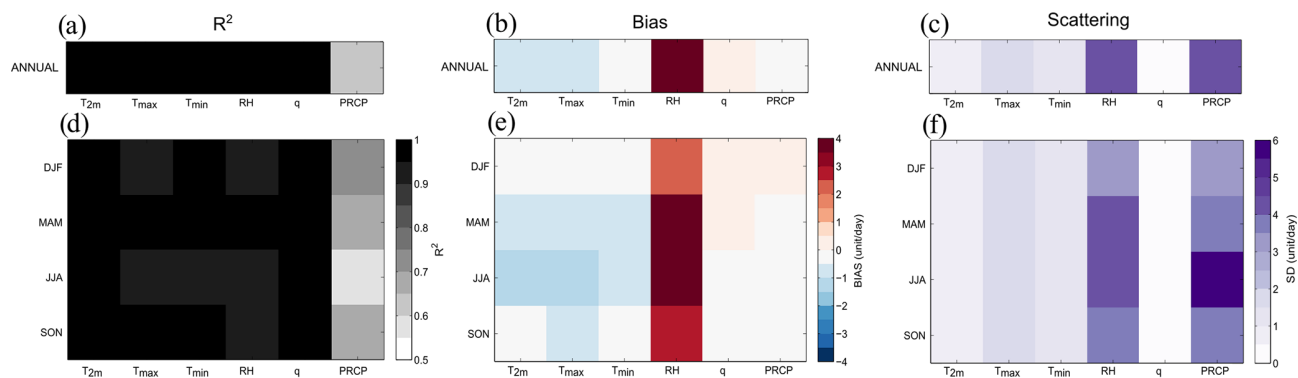 (a)
R²
ANNUAL
T2m Tmax Tmin RH q PRCP
(b)
Bias
ANNUAL
T2m Tmax Tmin RH q PRCP
(c)
Scattering
ANNUAL
T2m Tmax Tmin RH q PRCP
(d)
DJF
MAM
JJA
SON
T2m Tmax Tmin RH q PRCP
1
0.9
0.8
0.7
0.6
0.5
R²
(e)
DJF
MAM
JJA
SON
T2m Tmax Tmin RH q PRCP
4
3
2
1
0
-1
-2
-3
-4
BIAS (unit/day)
(f)
DJF
MAM
JJA
SON
T2m Tmax Tmin RH q PRCP
6
5
4
3
2
1
0
SD (unit/day)